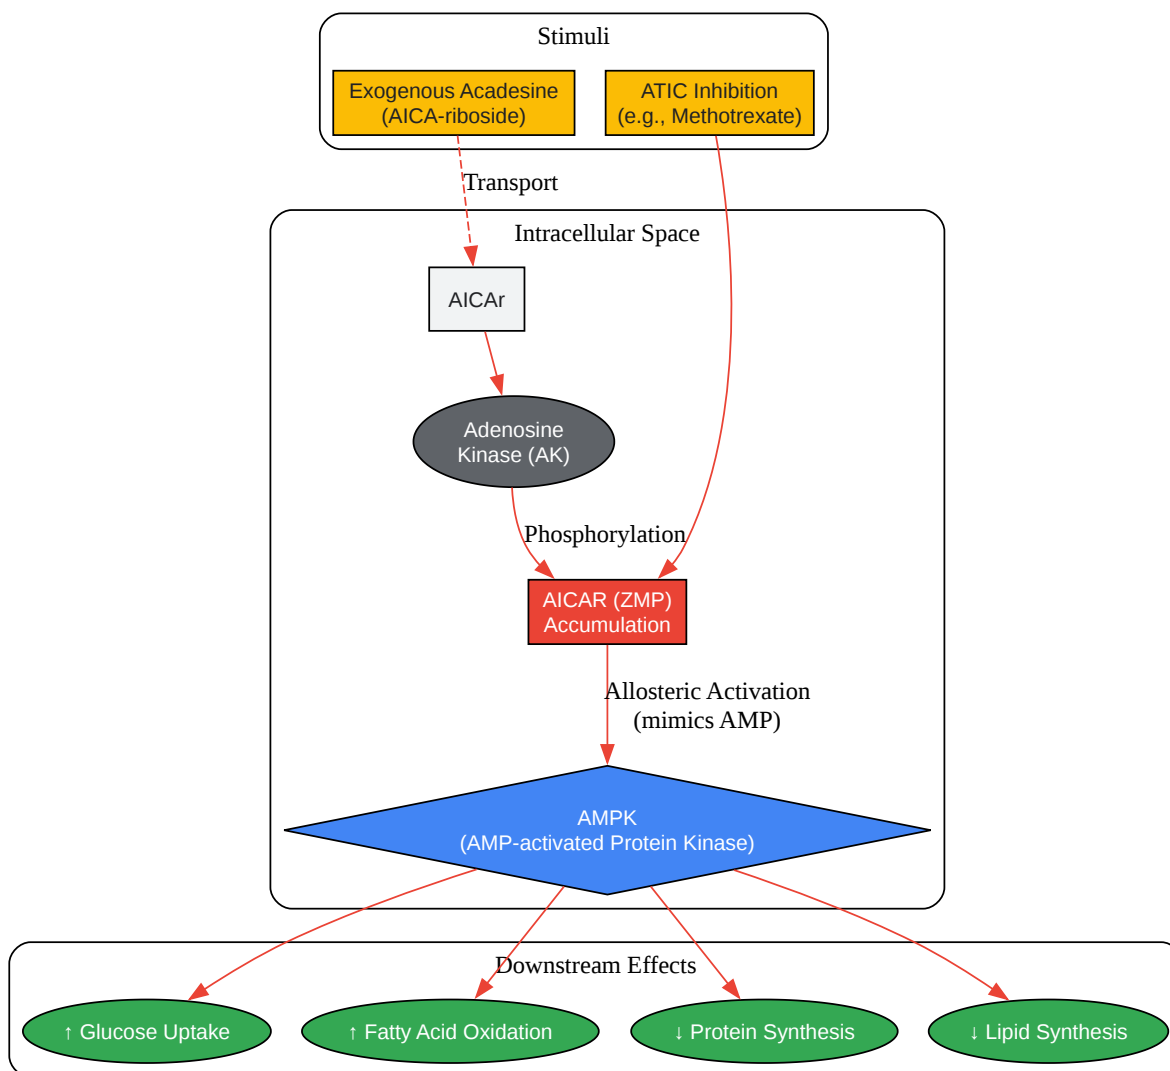 Stimuli
Exogenous Acadesine
(AICA-riboside)
ATIC Inhibition
(e.g., Methotrexate)
Transport
Intracellular Space
AICAr
Adenosine
Kinase (AK)
Phosphorylation
AICAR (ZMP)
Accumulation
Allosteric Activation
(mimics AMP)
AMPK
(AMP-activated Protein Kinase)
Downstream Effects
↑ Glucose Uptake
↑ Fatty Acid Oxidation
↓ Protein Synthesis
↓ Lipid Synthesis